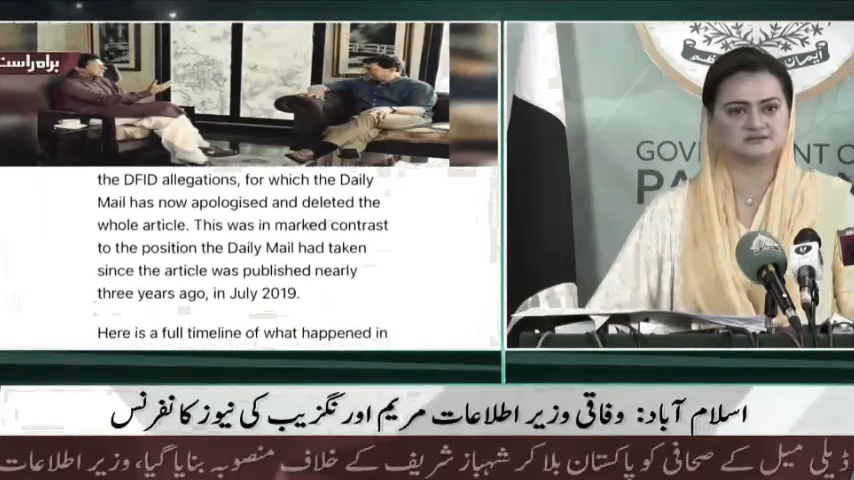 براہ راست
the DFID allegations, for which the Daily
Mail has now apologised and deleted the
whole article. This was in marked contrast
to the position the Daily Mail had taken
since the article was published nearly
three years ago, in July 2019.
Here is a full timeline of what happened in
ایمان
GOV NT O
PA
اسلام آباد: وفاقی وزیر اطلاعات مریم اورنگزیب کی نیوز کانفرنس
ڈیلی میل کے صحافی کو پاکستان بلا کر شہباز شریف کے خلاف منصوبہ بنایا گیا، وزیر اطلاعات